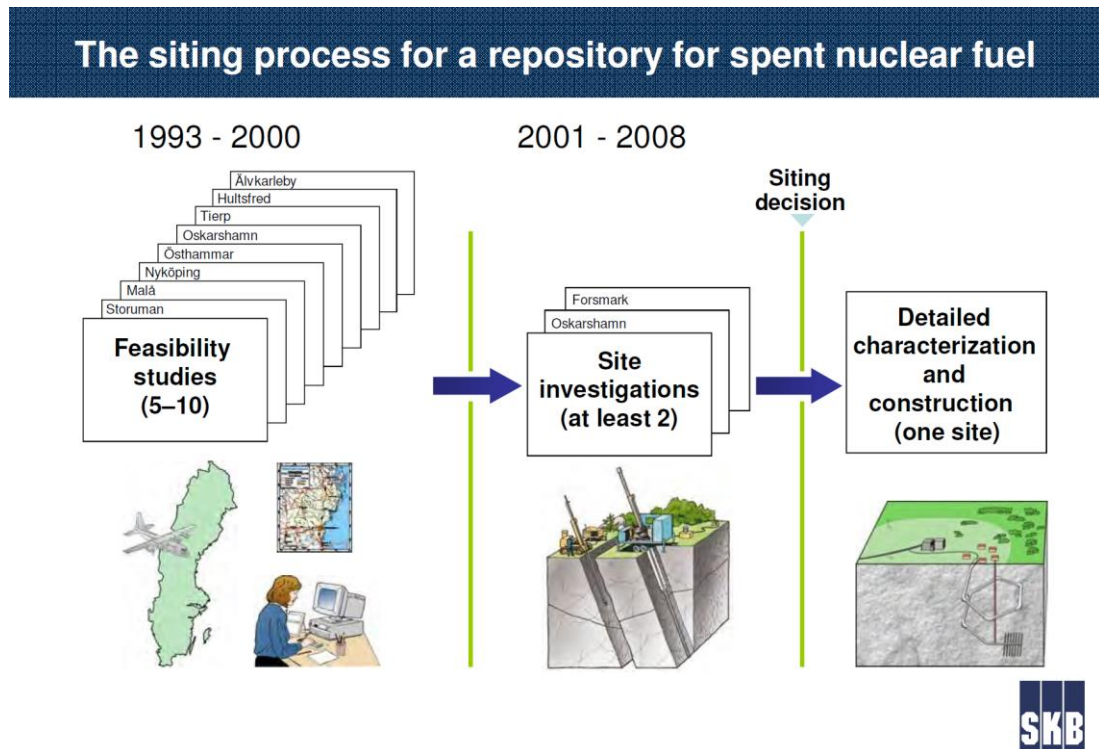 The siting process for a repository for spent nuclear fuel
1993 - 2000
2001 - 2008
Siting
decision
Älvkarleby
Hultsfred
Tierp
Oskarshamn
Östhammar
Nyköping
Malå
Storuman
Feasibility
studies
(5–10)
Forsmark
Oskarshamn
Site
investigations
(at least 2)
Detailed
characterization
and
construction
(one site)
SKB